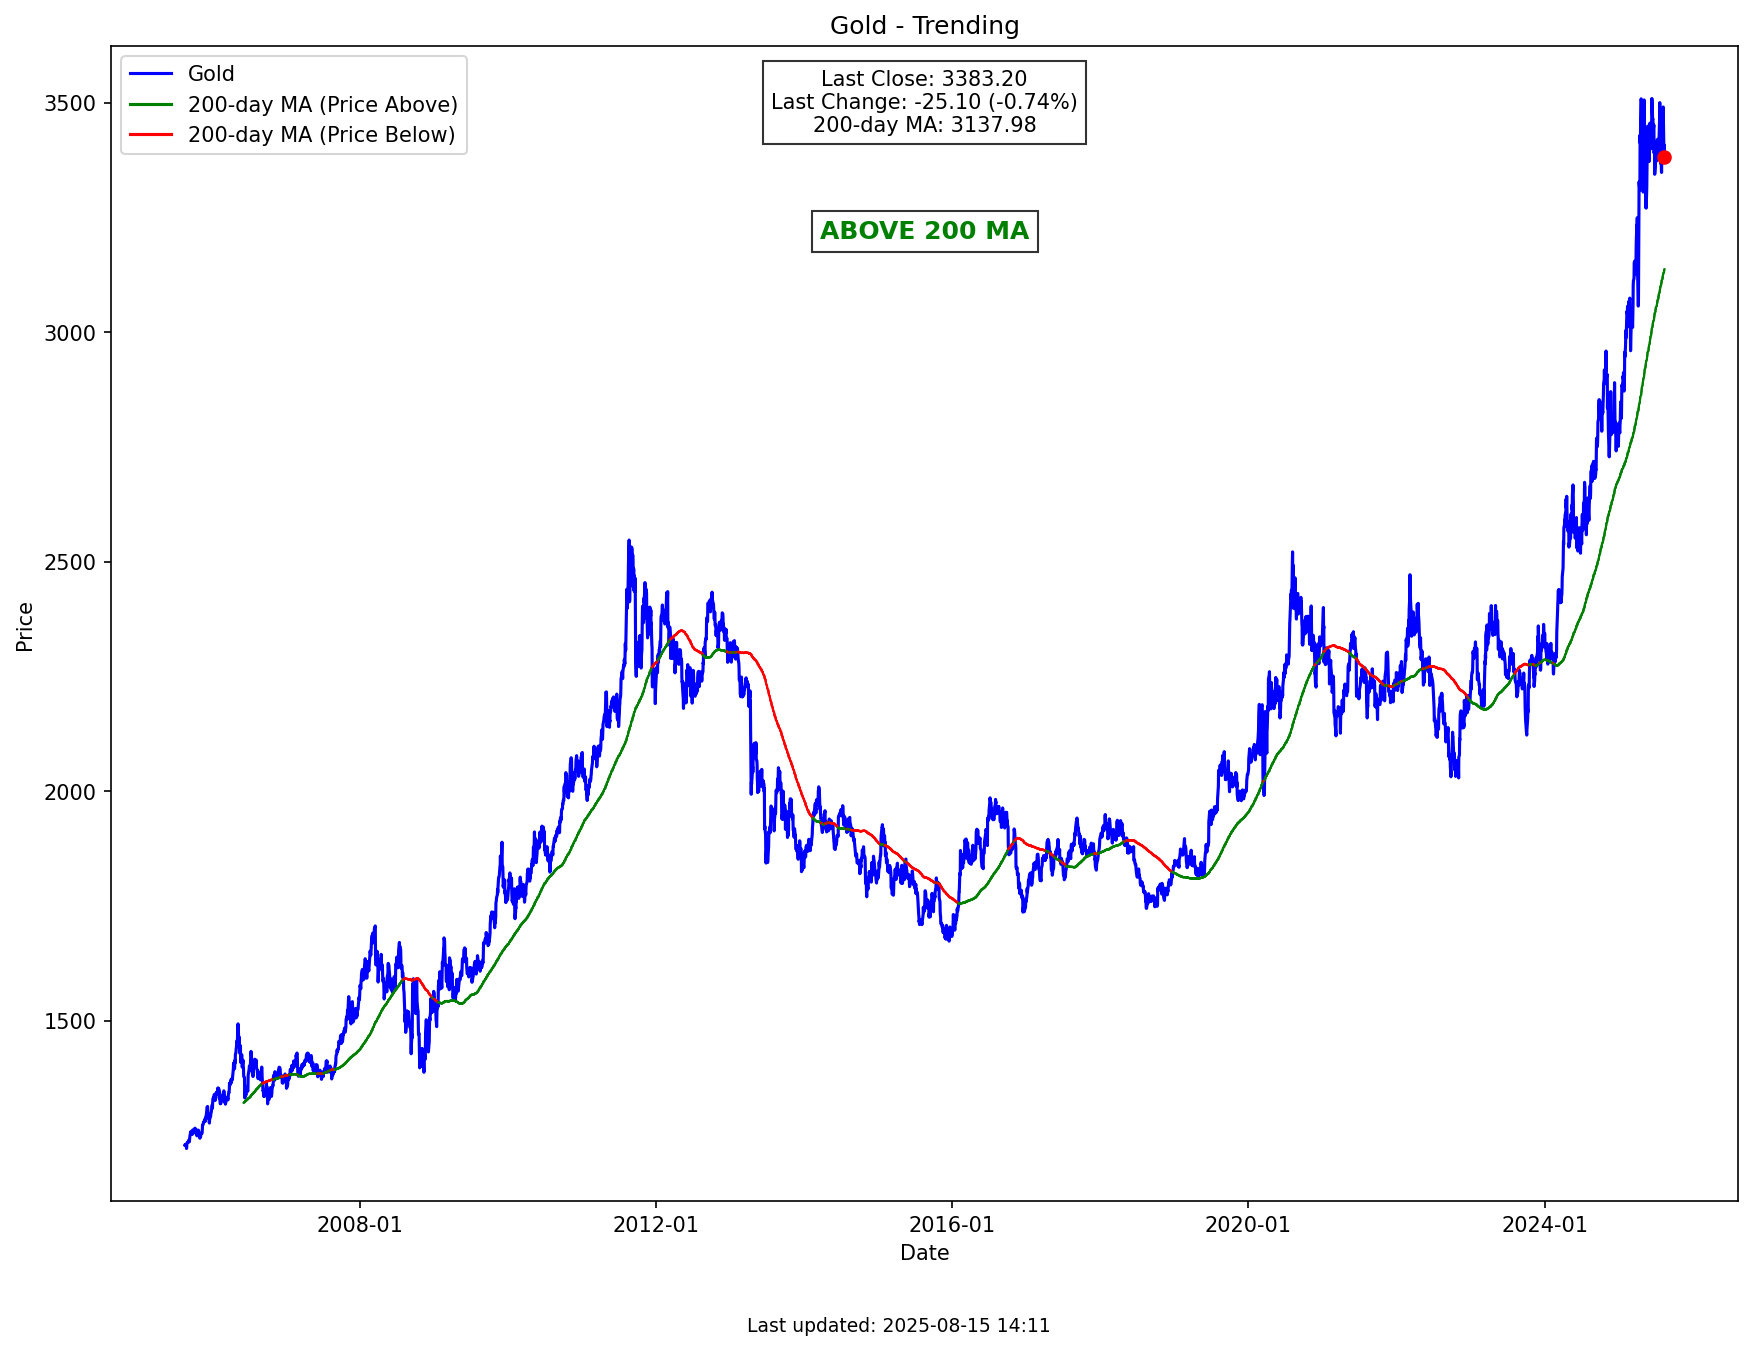 Gold - Trending
Gold
200-day MA (Price Above)
200-day MA (Price Below)
Last Close: 3383.20
Last Change: -25.10 (-0.74%)
200-day MA: 3137.98
ABOVE 200 MA
Price
3500
3000
2500
2000
1500
2008-01
2012-01
2016-01
2020-01
2024-01
Date
Last updated: 2025-08-15 14:11